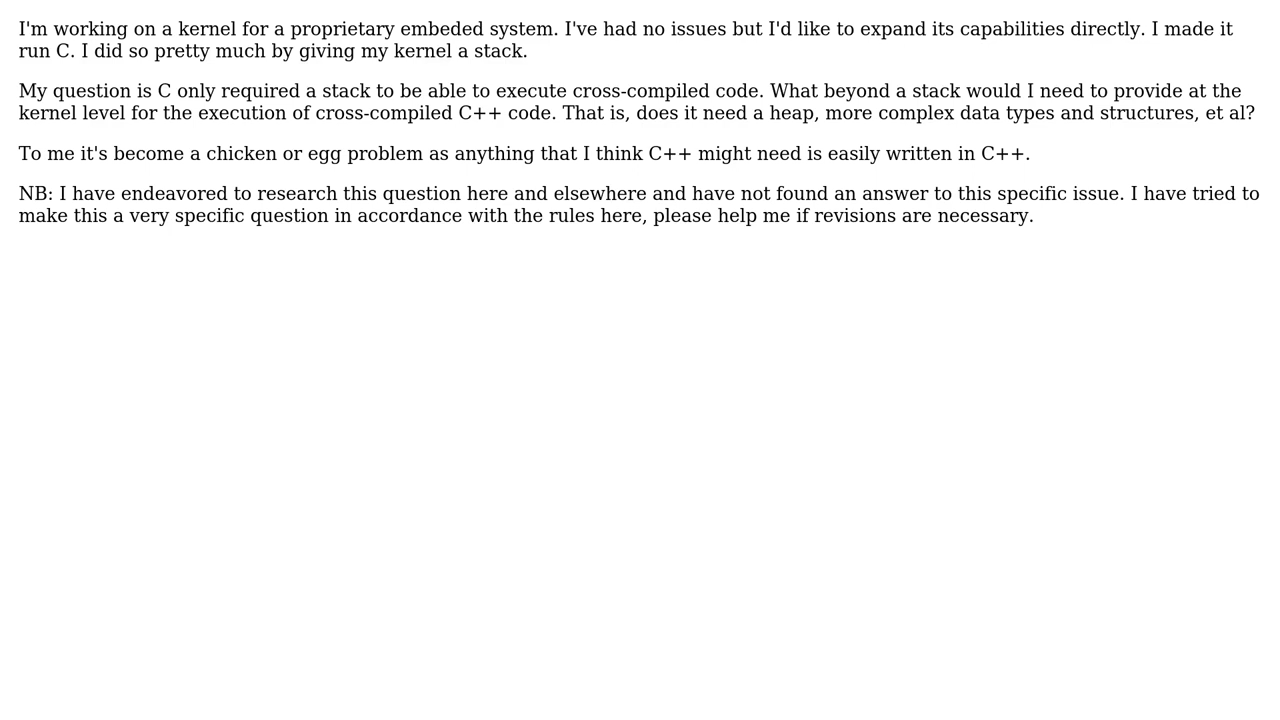 I'm working on a kernel for a proprietary embeded system. I've had no issues but I'd like to expand its capabilities directly. I made it
run C. I did so pretty much by giving my kernel a stack.
My question is C only required a stack to be able to execute cross-compiled code. What beyond a stack would I need to provide at the
kernel level for the execution of cross-compiled C++ code. That is, does it need a heap, more complex data types and structures, et al?
To me it's become a chicken or egg problem as anything that I think C++ might need is easily written in C++.
NB: I have endeavored to research this question here and elsewhere and have not found an answer to this specific issue. I have tried to
make this a very specific question in accordance with the rules here, please help me if revisions are necessary.